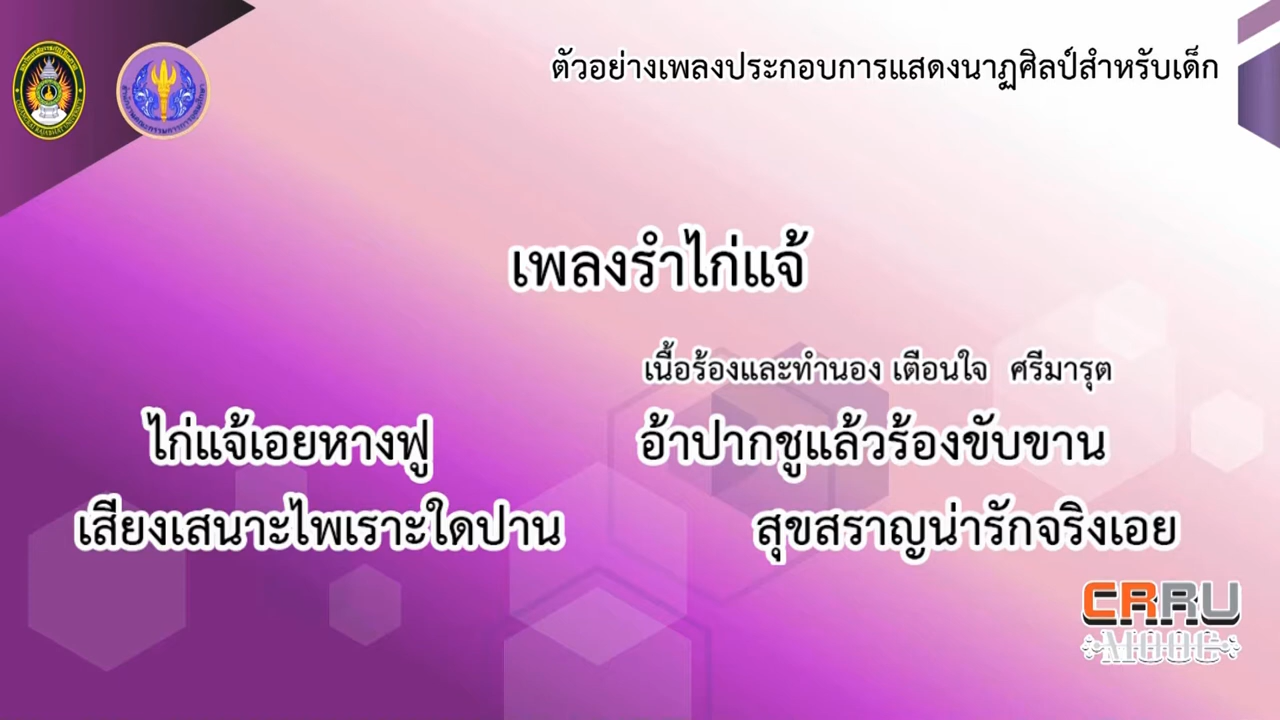 ตัวอย่างเพลงประกอบการแสดงนาฏศิลป์สำหรับเด็ก
เพลงรำไก่แจ้
เนื้อร้องและทำนอง เตือนใจ ศรีมารุต
ไก่แจ้เอยหางฟู อ้าปากชูแล้วร้องขับขาน
เสียงเสนาะไพเราะใดปาน สุขสราญน่ารักจริงเอย
CRRU
MOOC